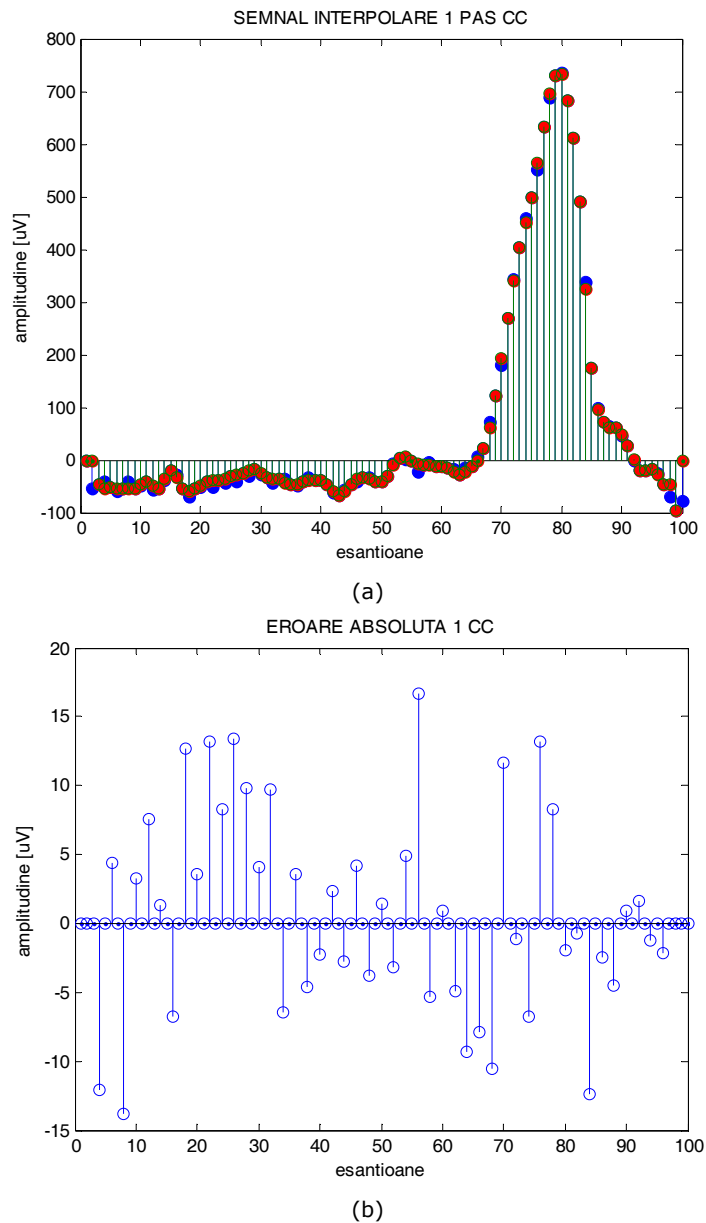 SEMNAL INTERPOLARE 1 PAS CC
800
700
600
500
400
300
200
100
0
-100
amplitudine [uV]
0 10 20 30 40 50 60 70 80 90 100
esantioane
(a)
EROARE ABSOLUTA 1 CC
20
15
10
5
0
-5
-10
-15
amplitudine [uV]
0 10 20 30 40 50 60 70 80 90 100
esantioane
(b)